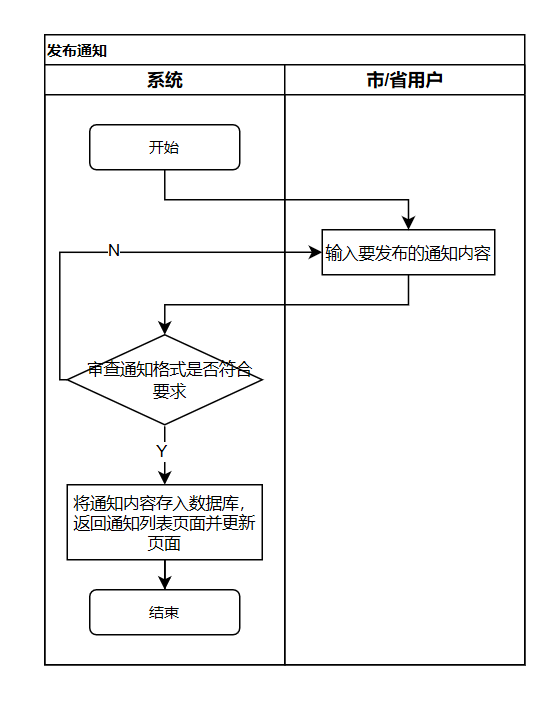 发布通知
系统
市/省用户
开始
输入要发布的通知内容
N
审查通知格式是否符合
要求
Y
将通知内容存入数据库，
返回通知列表页面并更新
页面
结束